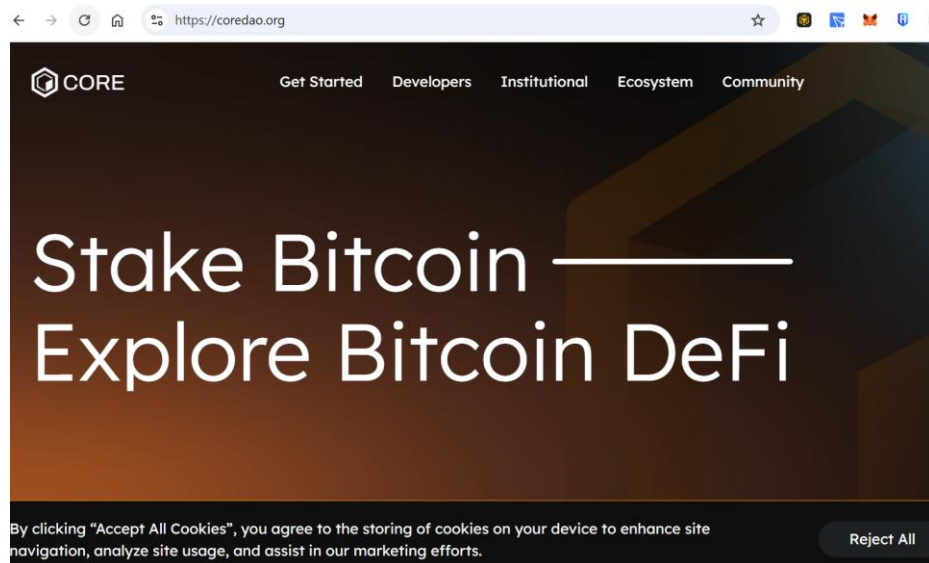 https://coredao.org
CORE
Get Started Developers Institutional Ecosystem Community
Stake Bitcoin
Explore Bitcoin DeFi
By clicking “Accept All Cookies”, you agree to the storing of cookies on your device to enhance site
navigation, analyze site usage, and assist in our marketing efforts.
Reject All